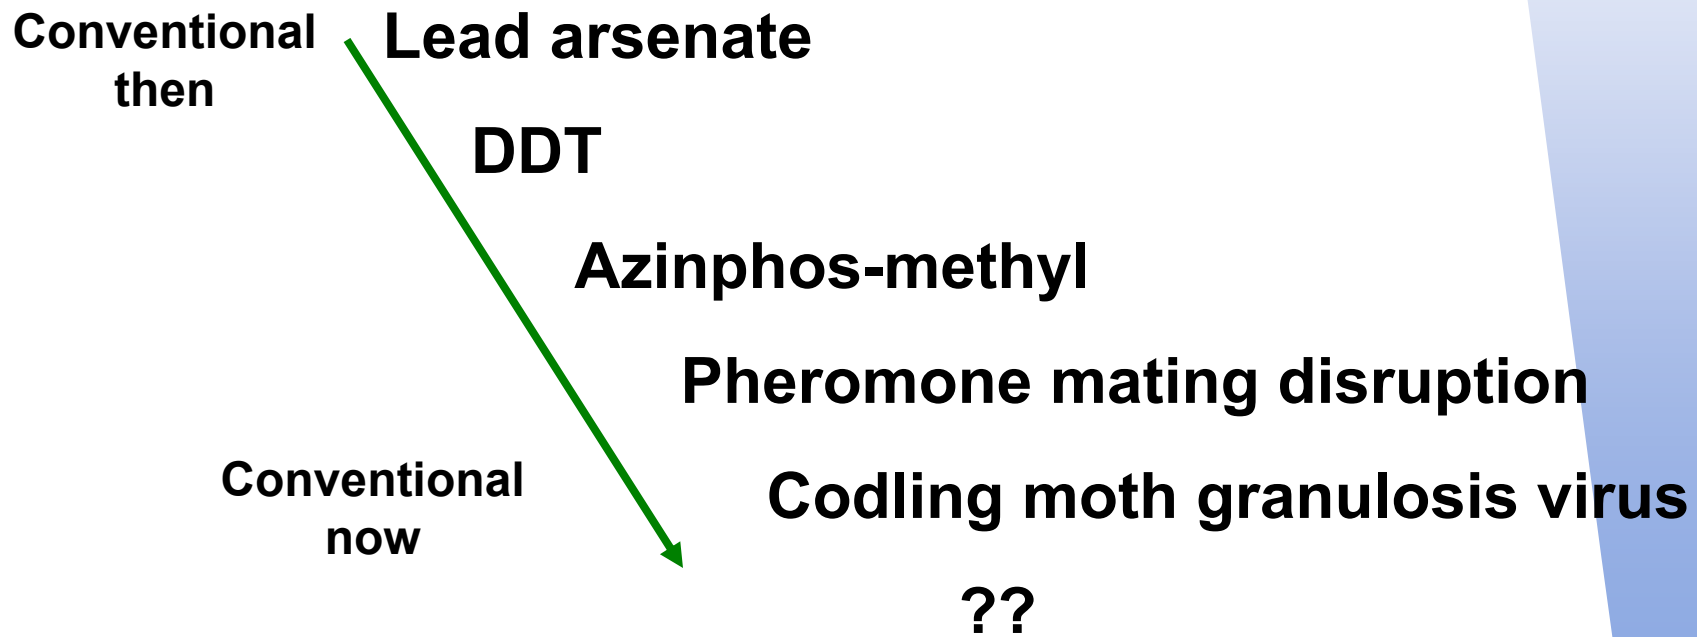 Conventional
then
Lead arsenate
DDT
Azinphos-methyl
Pheromone mating disruption
Conventional
now
Codling moth granulosis virus
??